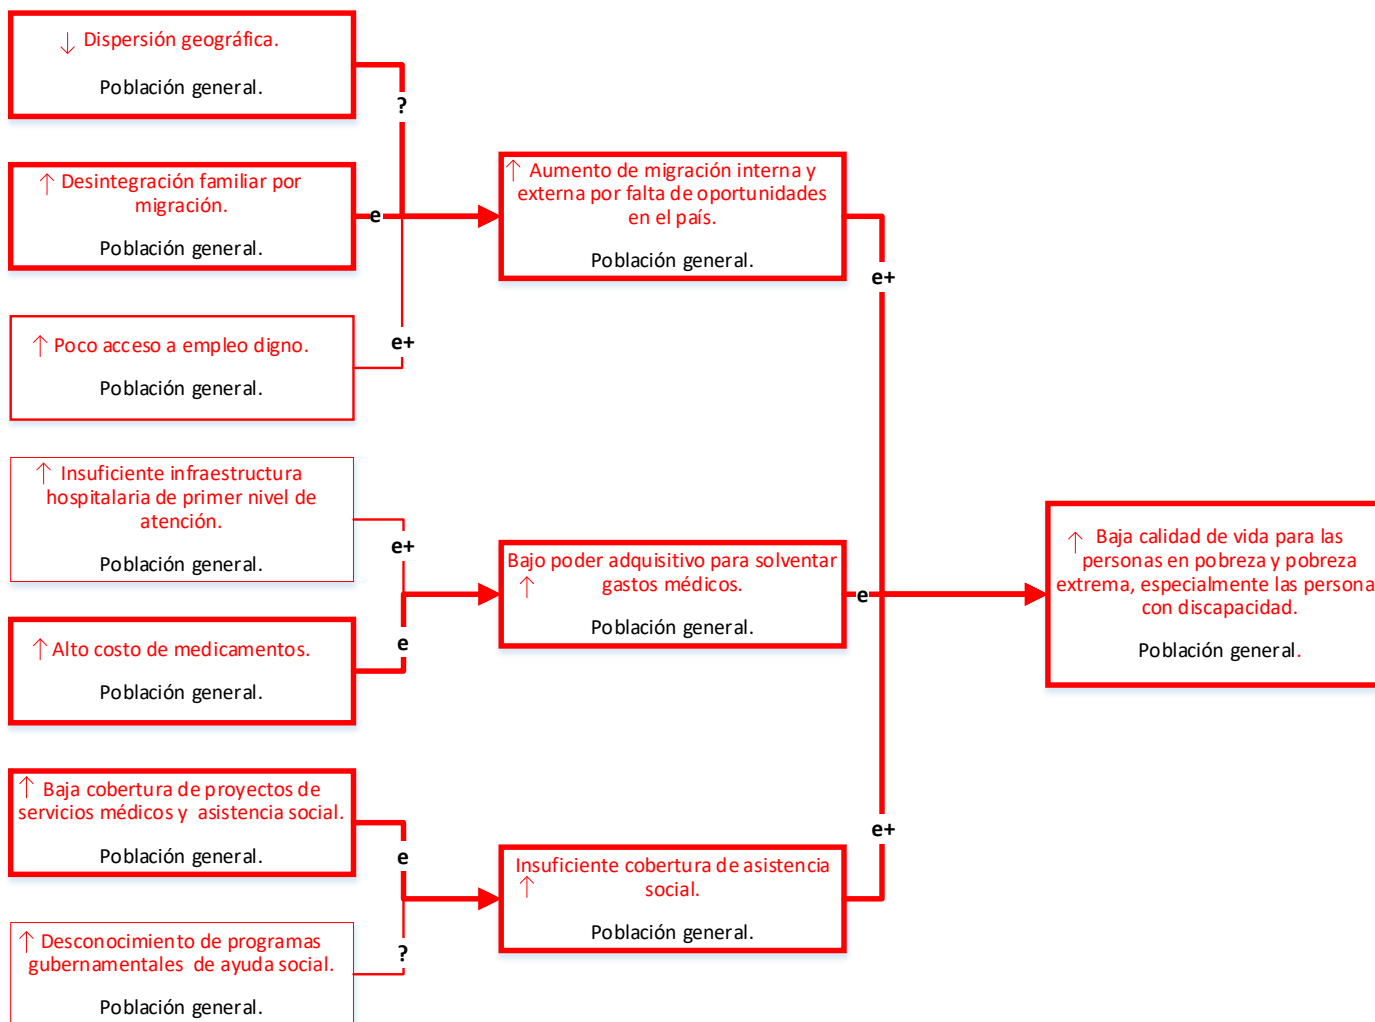 ↓ Dispersión geográfica.
Población general.
?
↑ Desintegración familiar por
migración.
Población general.
e
↑ Poco acceso a empleo digno.
Población general.
e+
↑ Insuficiente infraestructura
hospitalaria de primer nivel de
atención.
Población general.
e+
↑ Alto costo de medicamentos.
Población general.
e
↑ Baja cobertura de proyectos de
servicios médicos y asistencia social.
Población general.
e
↑ Desconocimiento de programas
gubernamentales de ayuda social.
Población general.
?
↑ Aumento de migración interna y
externa por falta de oportunidades
en el país.
Población general.
e+
Bajo poder adquisitivo para solventar
↑ gastos médicos.
Población general.
e
Insuficiente cobertura de asistencia
↑ social.
Población general.
e+
↑ Baja calidad de vida para las
personas en pobreza y pobreza
extrema, especialmente las persona
con discapacidad.
Población general.